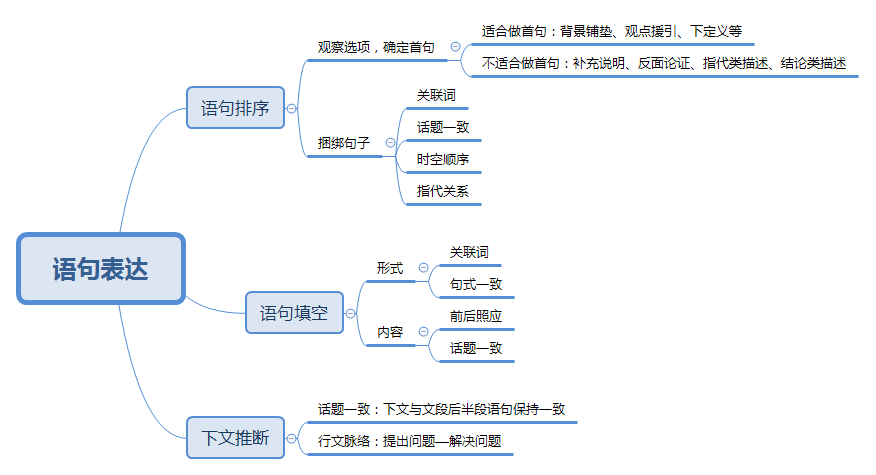 语句表达
语句排序
观察选项，确定首句
适合做首句：背景铺垫、观点援引、下定义等
不适合做首句：补充说明、反面论证、指代类描述、结论类描述
捆绑句子
关联词
话题一致
时空顺序
指代关系
语句填空
形式
关联词
句式一致
内容
前后照应
话题一致
下文推断
话题一致：下文与文段后半段语句保持一致
行文脉络：提出问题—解决问题